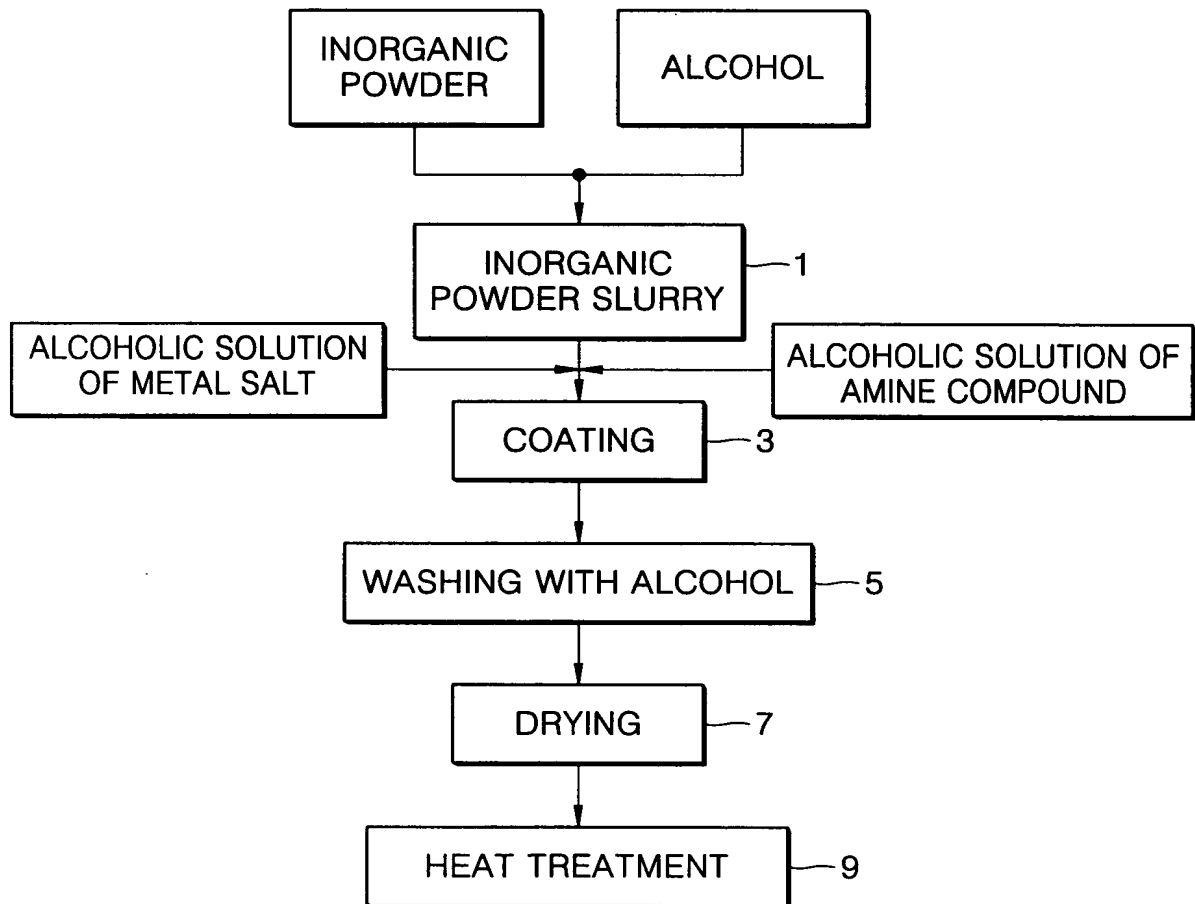 INORGANIC
POWDER
ALCOHOL
INORGANIC
POWDER SLURRY
1
ALCOHOLIC SOLUTION
OF METAL SALT
ALCOHOLIC SOLUTION OF
AMINE COMPOUND
COATING
3
WASHING WITH ALCOHOL
5
DRYING
7
HEAT TREATMENT
9